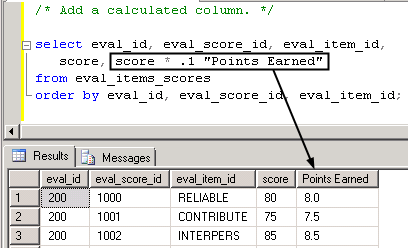 /* Add a calculated column. */
select eval_id, eval_score_id, eval_item_id,
score, score * .1 "Points Earned"
from eval_items_scores
order by eval_id, eval_score_id, eval_item_id;
Results Messages
eval_id eval_score_id eval_item_id score Points Earned
1 200 1000 RELIABLE 80 8.0
2 200 1001 CONTRIBUTE 75 7.5
3 200 1002 INTERPERS 85 8.5